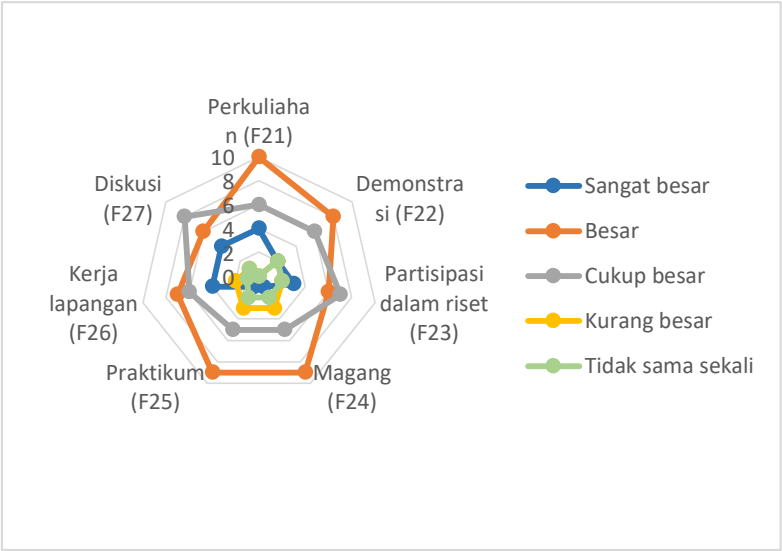 Perkuliaha
n (F21)
10
8
6
4
2
0
Demonstra
si (F22)
Partisipasi
dalam riset
(F23)
Magang
(F24)
Praktikum
(F25)
Kerja
lapangan
(F26)
Diskusi
(F27)
Sangat besar
Besar
Cukup besar
Kurang besar
Tidak sama sekali